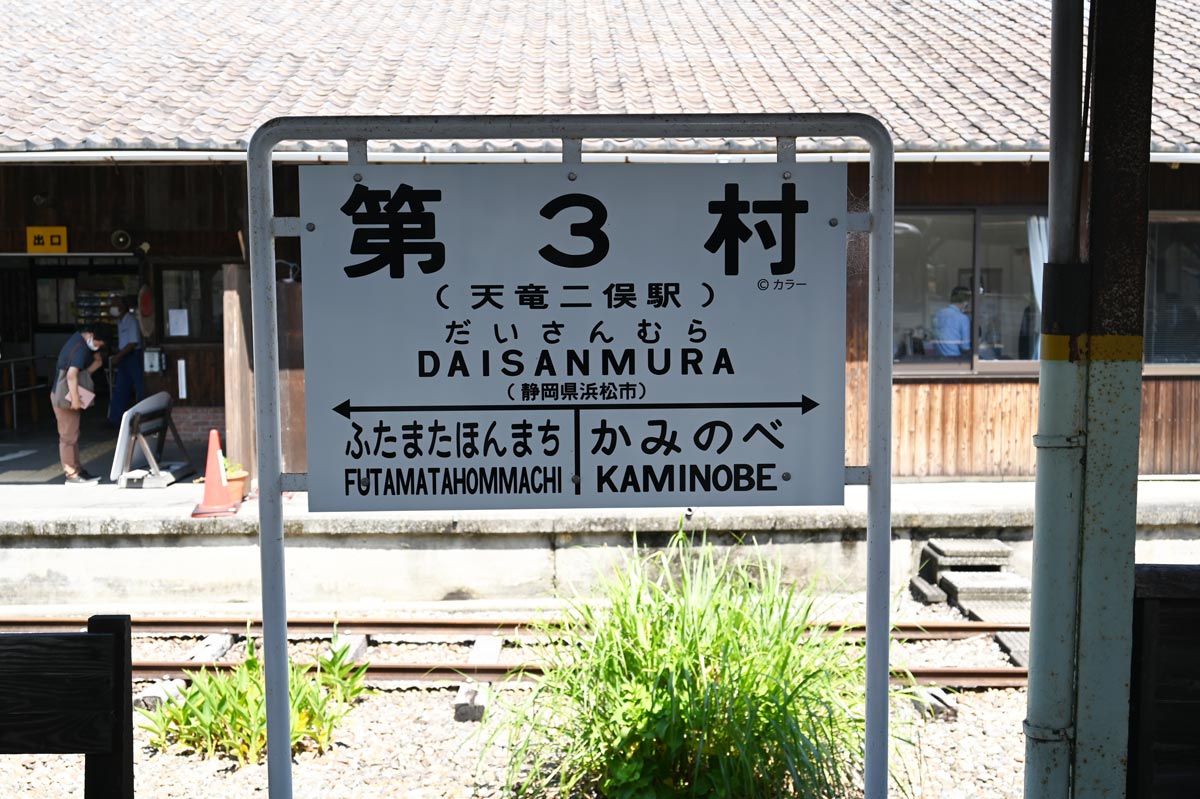 出口
第3村
©カラー
(天竜二俣駅)
だいさんむら
DAISANMURA
(静岡県浜松市)
ふたまたほんまち
FUTAMATAHOMMACHI
かみのべ
KAMINOBE